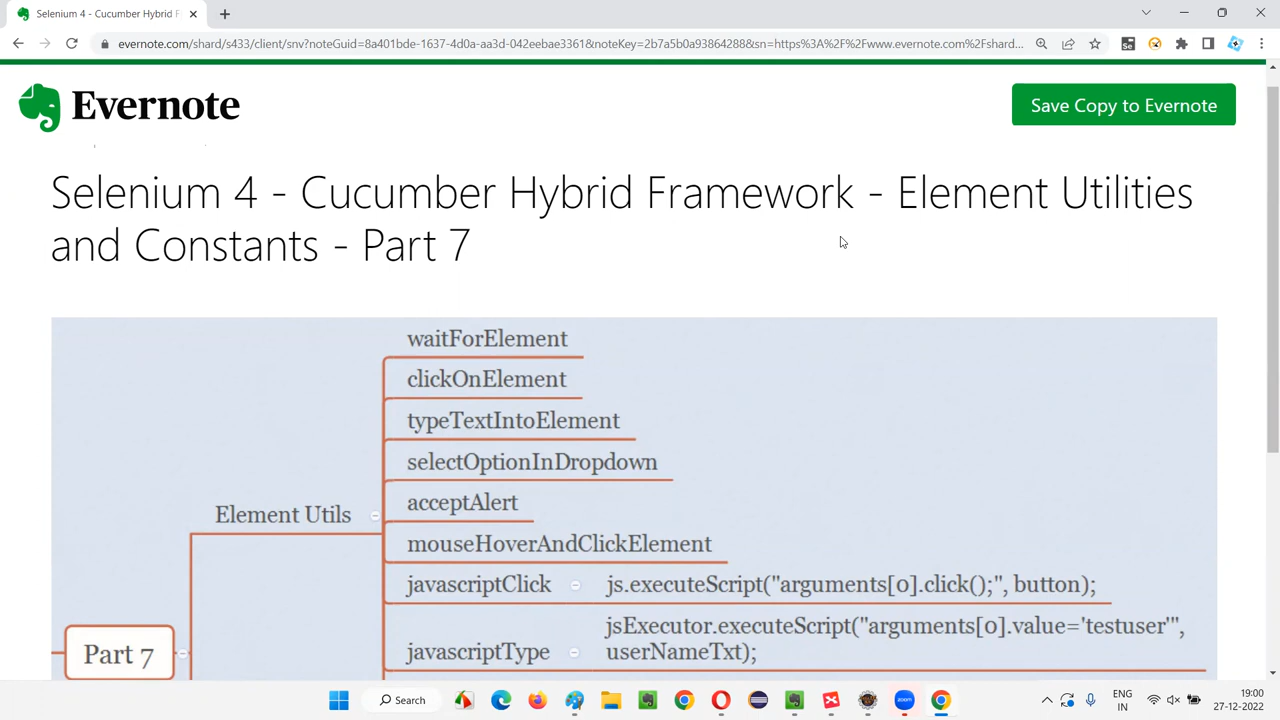 Selenium 4 - Cucumber Hybrid F
evernote.com/shard/s433/client/snv?noteGuid=8a401bde-1637-4d0a-aa3d-042eebae3361&noteKey=2b7a5b0a93864288&sn=https%3A%2F%2Fwww.evernote.com%2Fshard...
Evernote
Save Copy to Evernote
Selenium 4 - Cucumber Hybrid Framework - Element Utilities
and Constants - Part 7
waitForElement
clickOnElement
typeTextIntoElement
selectOptionInDropdown
acceptAlert
Element Utils
mouseHoverAndClickElement
javascriptClick js.executeScript("arguments[0].click();", button);
jsExecutor.executeScript("arguments[0].value='testuser'",
Part 7
javascriptType userNameTxt);
Search
zoom
ENG
IN
19:00
27-12-2022